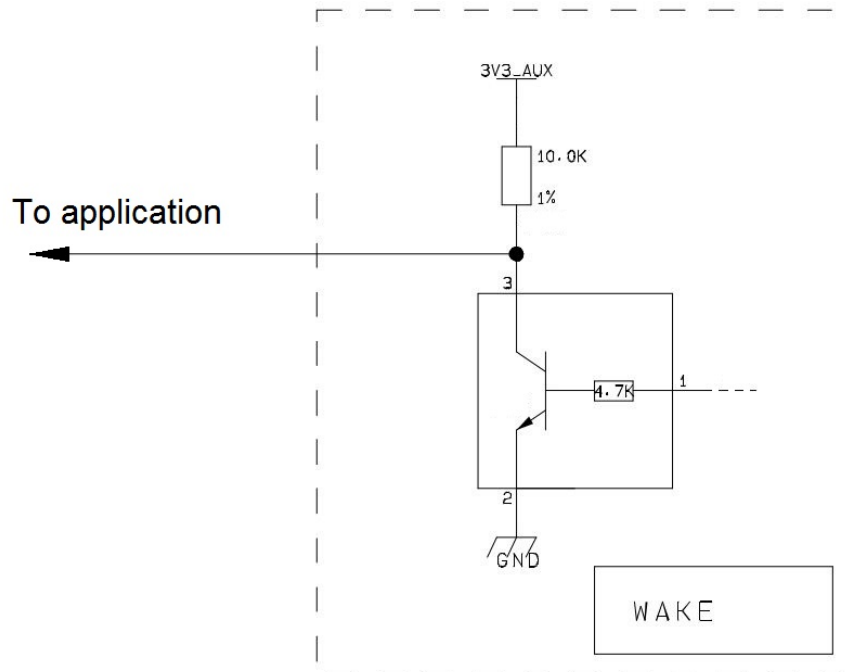 3V3_AUX
10.0K
1%
To application
3
4.7K
1
2
GND
WAKE